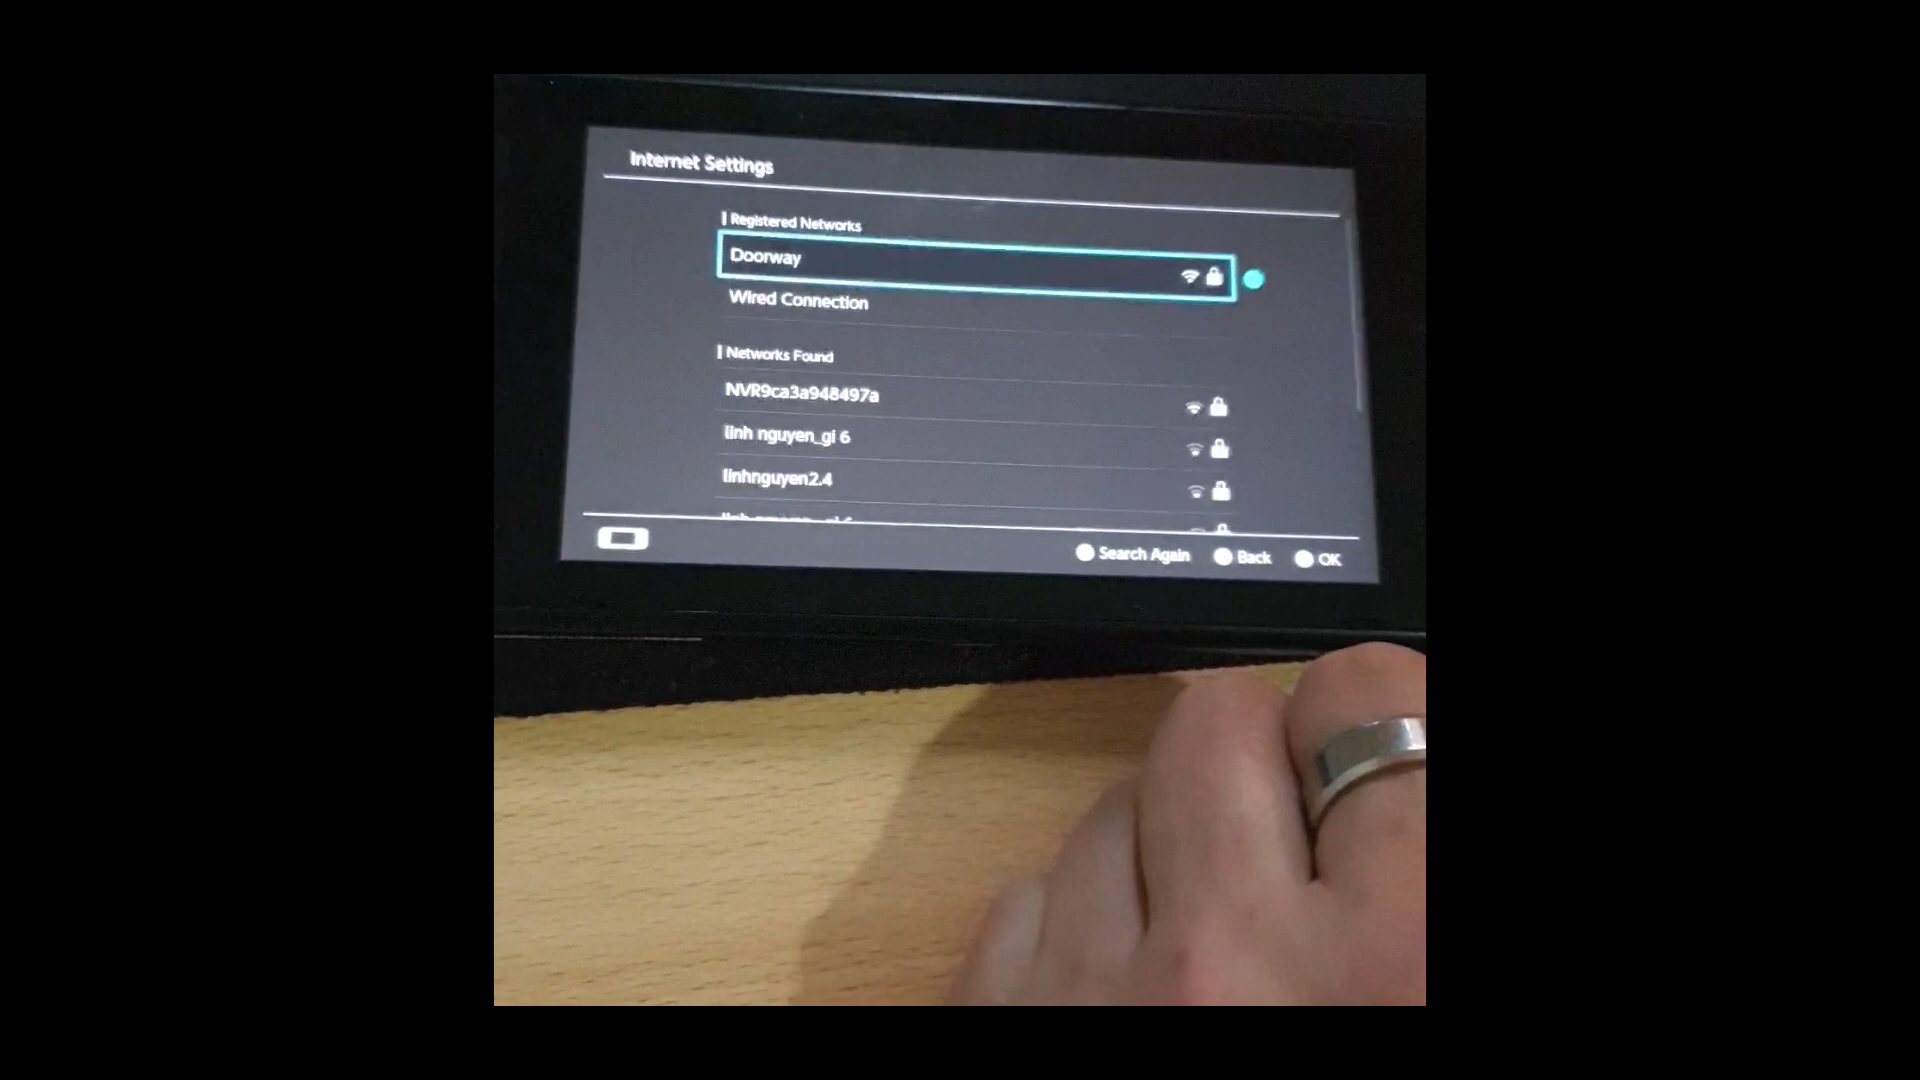 Internet Settings
Registered Networks
Doorway
Wired Connection
Networks Found
NVR9ca3a948497a
linh nguyen_gi 6
linhnguyen2.4
Search Again
Back
OK